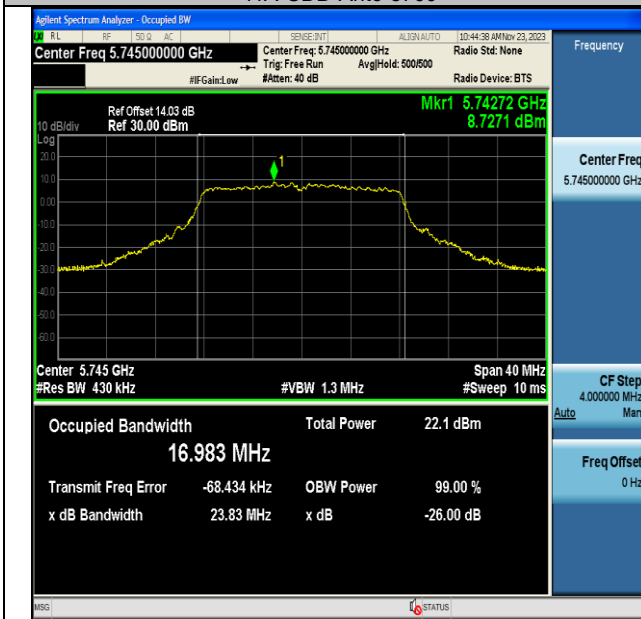 Agilent Spectrum Analyzer - Occupied BW
RL RF 50 Ω AC SENSE:INT ALIGN AUTO 10:44:38 AM Nov 23, 2023
Center Freq 5.745000000 GHz Center Freq: 5.745000000 GHz Radio Std: None
Trig: Free Run Avg|Hold: 500/500
#IFGain:Low #Atten: 40 dB Radio Device: BTS
Frequency
Ref Offset 14.03 dB Mkr1 5.74272 GHz
10 dB/div Ref 30.00 dBm 8.7271 dBm
Log
20.0
10.0
0.00
-10.0
-20.0
-30.0
-50.0
-60.0
1
Center 5.745 GHz Span 40 MHz
#Res BW 430 kHz #VBW 1.3 MHz #Sweep 10 ms
Occupied Bandwidth Total Power 22.1 dBm
16.983 MHz
Transmit Freq Error -68.434 kHz OBW Power 99.00 %
x dB Bandwidth 23.83 MHz x dB -26.00 dB
Center Freq
5.745000000 GHz
CF Step
4.000000 MHz
Auto Man
Freq Offset
0 Hz
MSG STATUS